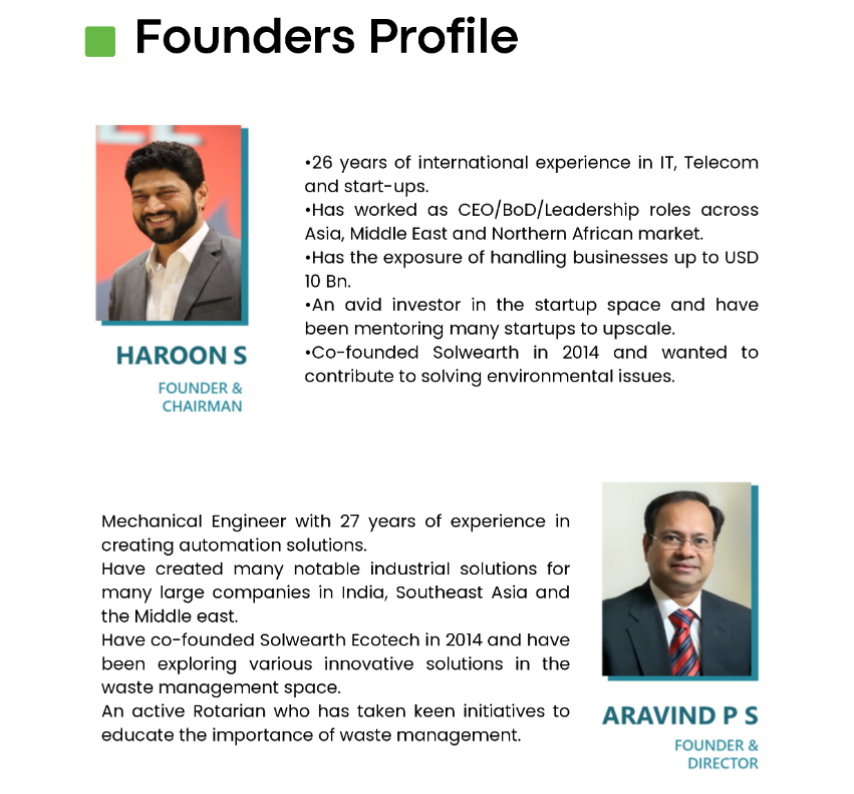 Founders Profile
•26 years of international experience in IT, Telecom
and start-ups.
•Has worked as CEO/BoD/Leadership roles across
Asia, Middle East and Northern African market.
•Has the exposure of handling businesses up to USD
10 Bn.
•An avid investor in the startup space and have
been mentoring many startups to upscale.
•Co-founded Solwearth in 2014 and wanted to
contribute to solving environmental issues.
HAROON S
FOUNDER &
CHAIRMAN
Mechanical Engineer with 27 years of experience in
creating automation solutions.
Have created many notable industrial solutions for
many large companies in India, Southeast Asia and
the Middle east.
Have co-founded Solwearth Ecotech in 2014 and have
been exploring various innovative solutions in the
waste management space.
An active Rotarian who has taken keen initiatives to
educate the importance of waste management.
ARAVIND P S
FOUNDER &
DIRECTOR